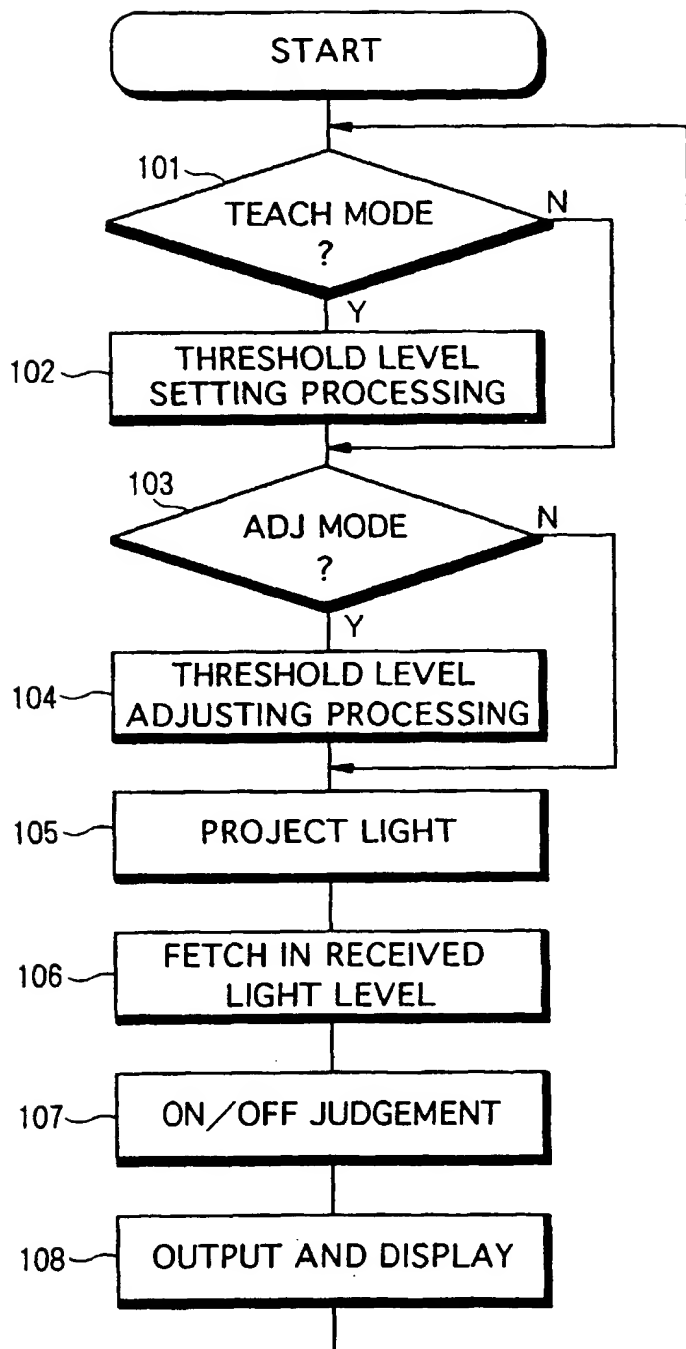 START
101
TEACH MODE
?
N
Y
102
THRESHOLD LEVEL
SETTING PROCESSING
103
ADJ MODE
?
N
Y
104
THRESHOLD LEVEL
ADJUSTING PROCESSING
105
PROJECT LIGHT
106
FETCH IN RECEIVED
LIGHT LEVEL
107
ON/OFF JUDGEMENT
108
OUTPUT AND DISPLAY